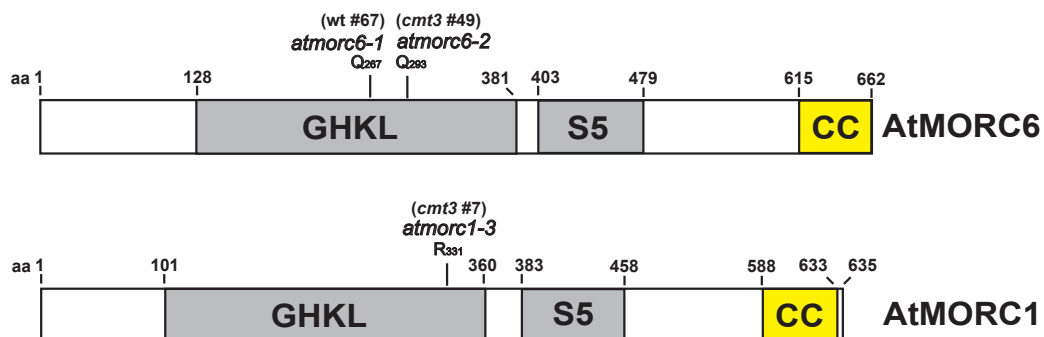 (wt #67) (cmt3 #49)
atmorc6-1 atmorc6-2
Q267 Q293
aa 1 128 381 403 479 615 662
GHKL S5 CC AtMORC6
(cmt3 #7)
atmorc1-3
R331
aa 1 101 360 383 458 588 633 635
GHKL S5 CC AtMORC1